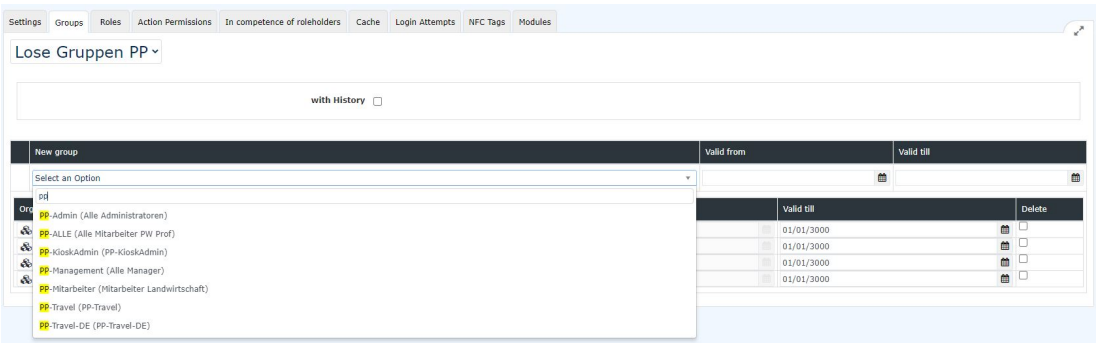 Settings Groups Roles Action Permissions In competence of roleholders Cache Login Attempts NFC Tags Modules
Lose Gruppen PP
with History
New group Valid from Valid till
Select an Option
pp
Org Valid till Delete
PP-Admin (Alle Administratoren)
01/01/3000
PP-ALLE (Alle Mitarbeiter PW Prof)
01/01/3000
PP-KioskAdmin (PP-KioskAdmin)
01/01/3000
PP-Management (Alle Manager)
01/01/3000
PP-Mitarbeiter (Mitarbeiter Landwirtschaft)
PP-Travel (PP-Travel)
PP-Travel-DE (PP-Travel-DE)